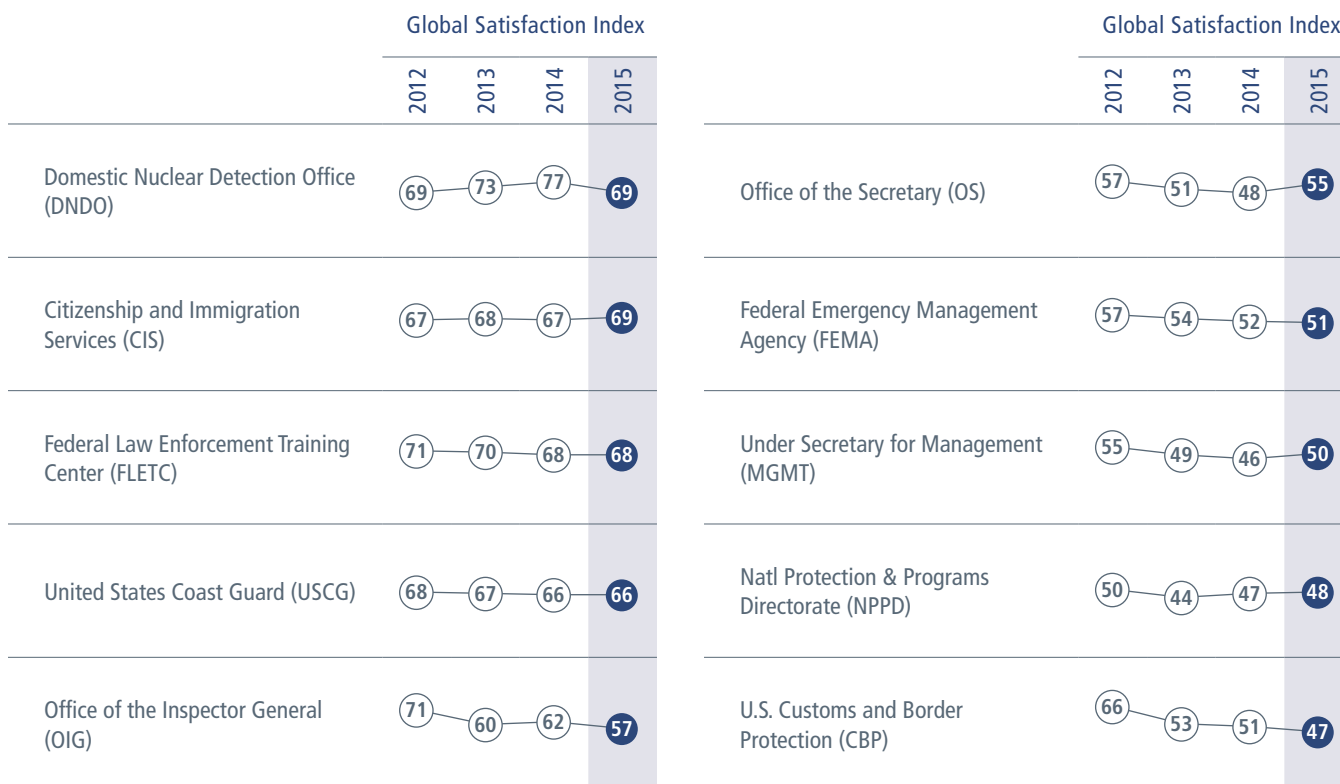 Global Satisfaction Index
2012 2013 2014 2015
Domestic Nuclear Detection Office
(DNDO)
69 73 77 69
Citizenship and Immigration
Services (CIS)
67 68 67 69
Federal Law Enforcement Training
Center (FLETC)
71 70 68 68
United States Coast Guard (USCG)
68 67 66 66
Office of the Inspector General
(OIG)
71 60 62 57
Global Satisfaction Index
2012 2013 2014 2015
Office of the Secretary (OS)
57 51 48 55
Federal Emergency Management
Agency (FEMA)
57 54 52 51
Under Secretary for Management
(MGMT)
55 49 46 50
Natl Protection & Programs
Directorate (NPPD)
50 44 47 48
U.S. Customs and Border
Protection (CBP)
66 53 51 47